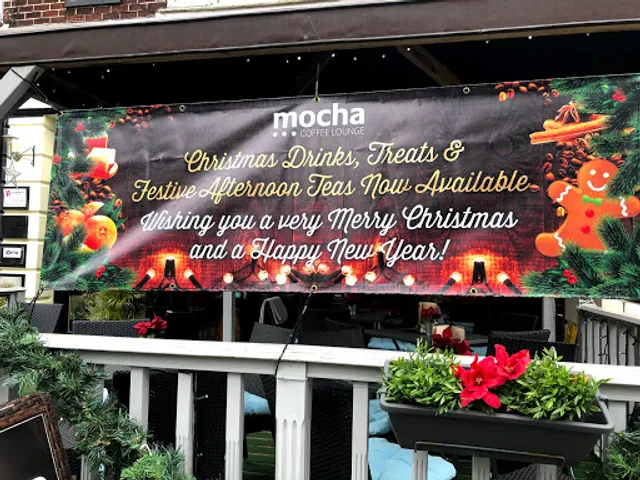 mocha
COFFEE LOUNGE
Christmas Drinks, Treats &
Festive Afternoon Teas Now Available
Wishing you a very Merry Christmas
and a Happy New Year!